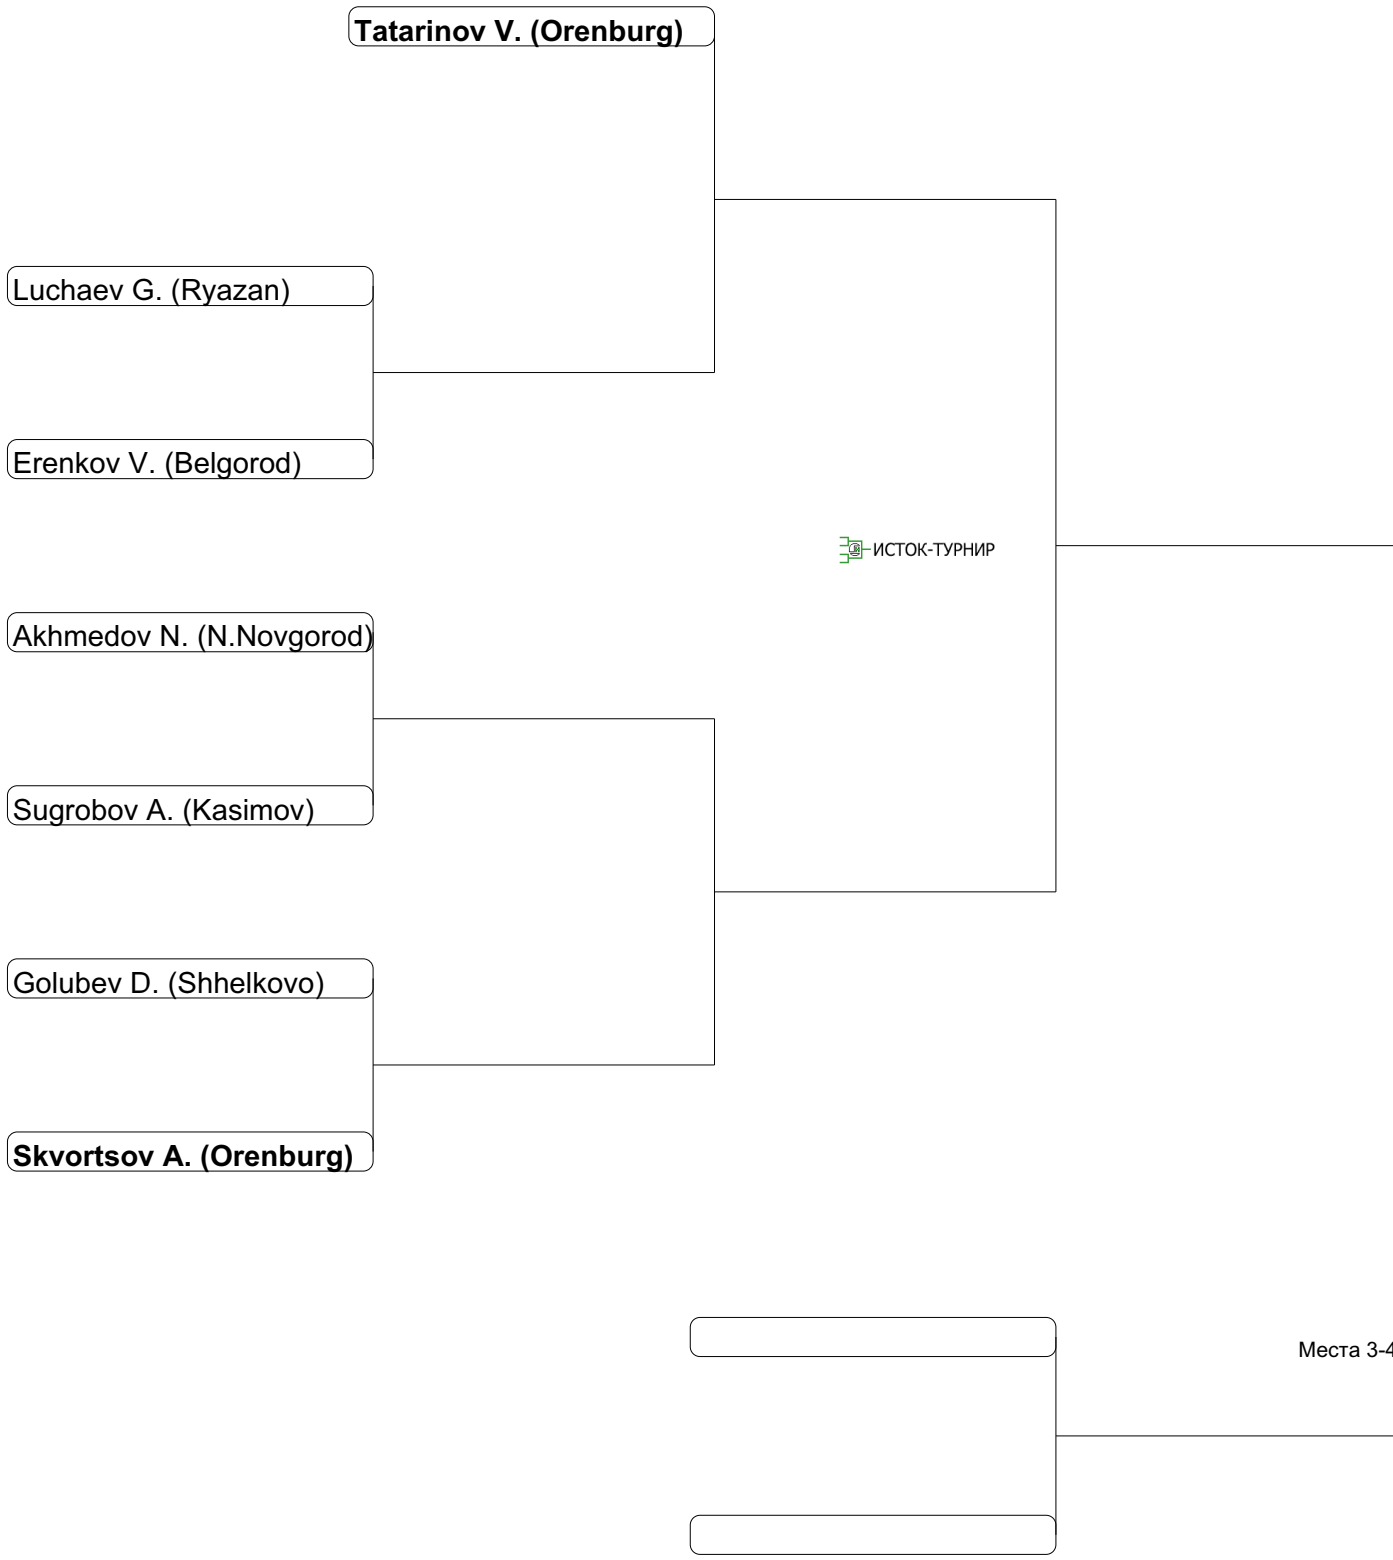 Tatarinov V. (Orenburg)
Luchaev G. (Ryazan)
Erenkov V. (Belgorod)
ИСТОК-ТУРНИР
Akhmedov N. (N.Novgorod)
Sugrobov A. (Kasimov)
Golubev D. (Shhelkovo)
Skvortsov A. (Orenburg)
Места 3-4